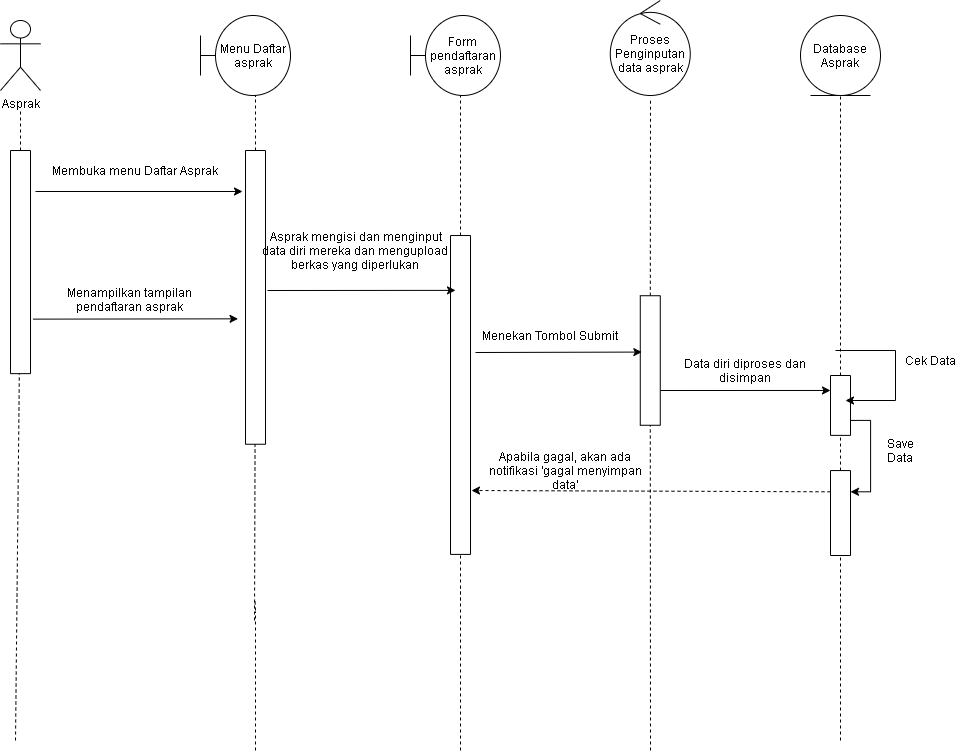 Asprak
Menu Daftar
asprak
Form
pendaftaran
asprak
Proses
Penginputan
data asprak
Database
Asprak
Membuka menu Daftar Asprak
Asprak mengisi dan menginput
data diri mereka dan mengupload
berkas yang diperlukan
Menampilkan tampilan
pendaftaran asprak
Menekan Tombol Submit
Data diri diproses dan
disimpan
Cek Data
Save
Data
Apabila gagal, akan ada
notifikasi 'gagal menyimpan
data'